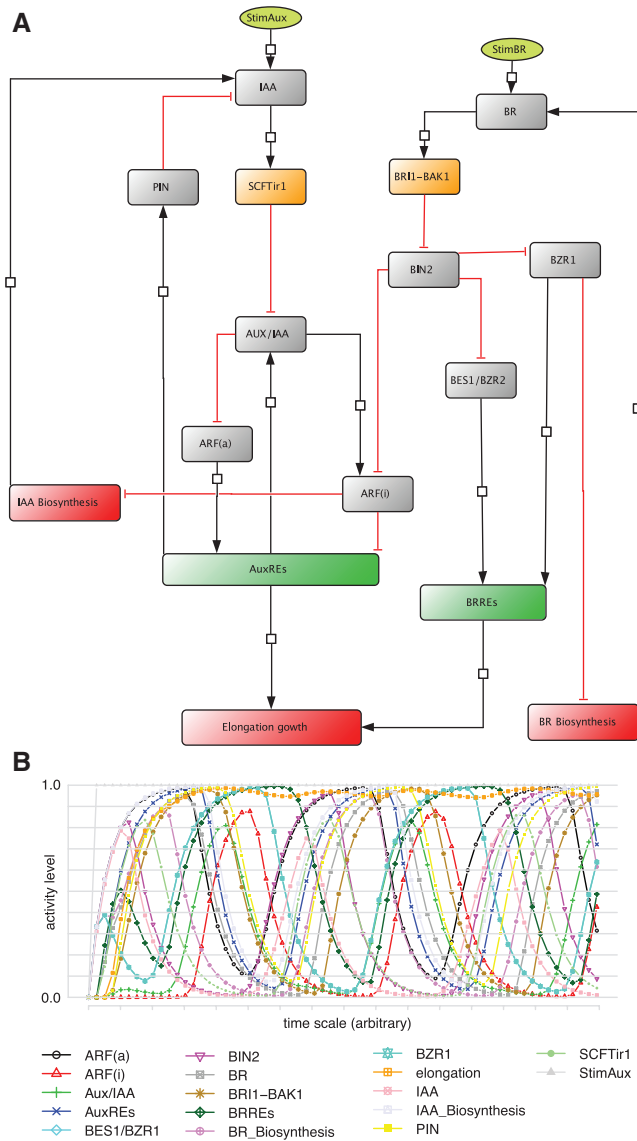 A
StimAux
StimBR
IAA
BR
PIN
SCFTir1
BRI1-BAK1
BIN2
BZR1
AUX/IAA
BES1/BZR2
ARF(a)
IAA Biosynthesis
ARF(i)
AuxREs
BRREs
Elongation gowth
BR Biosynthesis
B
1.0
activity level
0.0
time scale (arbitrary)
ARF(a)
ARF(i)
Aux/IAA
AuxREs
BES1/BZR1
BIN2
BR
BRI1-BAK1
BRREs
BR_Biosynthesis
BZR1
elongation
IAA
IAA_Biosynthesis
PIN
SCFTir1
StimAux